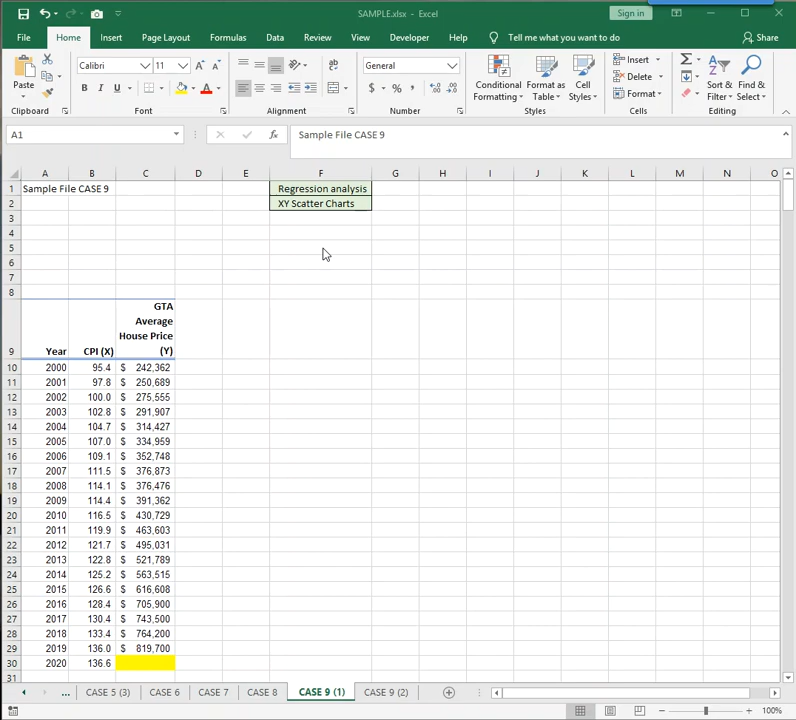 SAMPLE.xlsx - Excel
Sign in
File Home Insert Page Layout Formulas Data Review View Developer Help Tell me what you want to do Share
Paste
Calibri 11
General
Conditional Formatting
Format as Table
Cell Styles
Insert
Delete
Format
Sort & Filter
Find & Select
B I U A
$ % ,
Clipboard Font Alignment Number Styles Cells Editing
A1 fx Sample File CASE 9
A B C D E F G H I J K L M N O
1 Sample File CASE 9 Regression analysis
2 XY Scatter Charts
3
4
5
6
7
8
GTA
Average
House Price
9 Year CPI (X) (Y)
10 2000 95.4 $ 242,362
11 2001 97.8 $ 250,689
12 2002 100.0 $ 275,555
13 2003 102.8 $ 291,907
14 2004 104.7 $ 314,427
15 2005 107.0 $ 334,959
16 2006 109.1 $ 352,748
17 2007 111.5 $ 376,873
18 2008 114.1 $ 376,476
19 2009 114.4 $ 391,362
20 2010 116.5 $ 430,729
21 2011 119.9 $ 463,603
22 2012 121.7 $ 495,031
23 2013 122.8 $ 521,789
24 2014 125.2 $ 563,515
25 2015 126.6 $ 616,608
26 2016 128.4 $ 705,900
27 2017 130.4 $ 743,500
28 2018 133.4 $ 764,200
29 2019 136.0 $ 819,700
30 2020 136.6
31
... CASE 5 (3) CASE 6 CASE 7 CASE 8 CASE 9 (1) CASE 9 (2)
100%